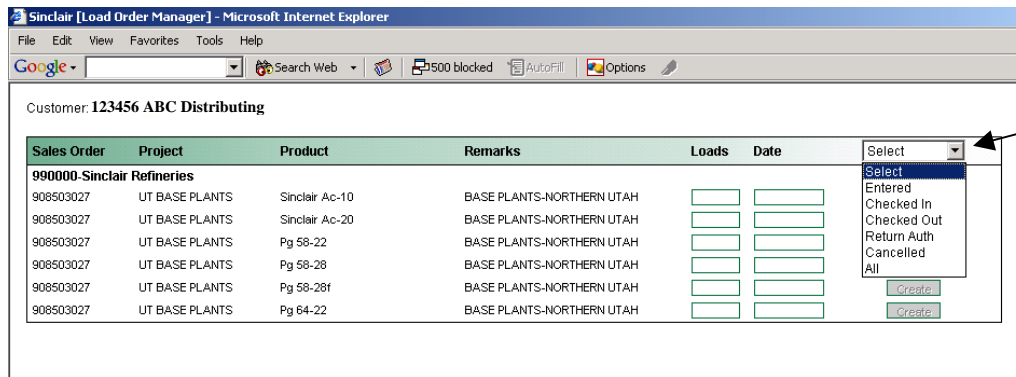 Sinclair [Load Order Manager] - Microsoft Internet Explorer
File Edit View Favorites Tools Help
Google Search Web 500 blocked AutoFill Options
Customer: 123456 ABC Distributing
Sales Order Project Product Remarks Loads Date Select
990000-Sinclair Refineries Select
908503027 UT BASE PLANTS Sinclair Ac-10 BASE PLANTS-NORTHERN UTAH Entered
Checked In
908503027 UT BASE PLANTS Sinclair Ac-20 BASE PLANTS-NORTHERN UTAH Checked Out
908503027 UT BASE PLANTS Pg 58-22 BASE PLANTS-NORTHERN UTAH Return Auth
Cancelled
908503027 UT BASE PLANTS Pg 58-28 BASE PLANTS-NORTHERN UTAH All
908503027 UT BASE PLANTS Pg 58-28f BASE PLANTS-NORTHERN UTAH Create
908503027 UT BASE PLANTS Pg 64-22 BASE PLANTS-NORTHERN UTAH Create